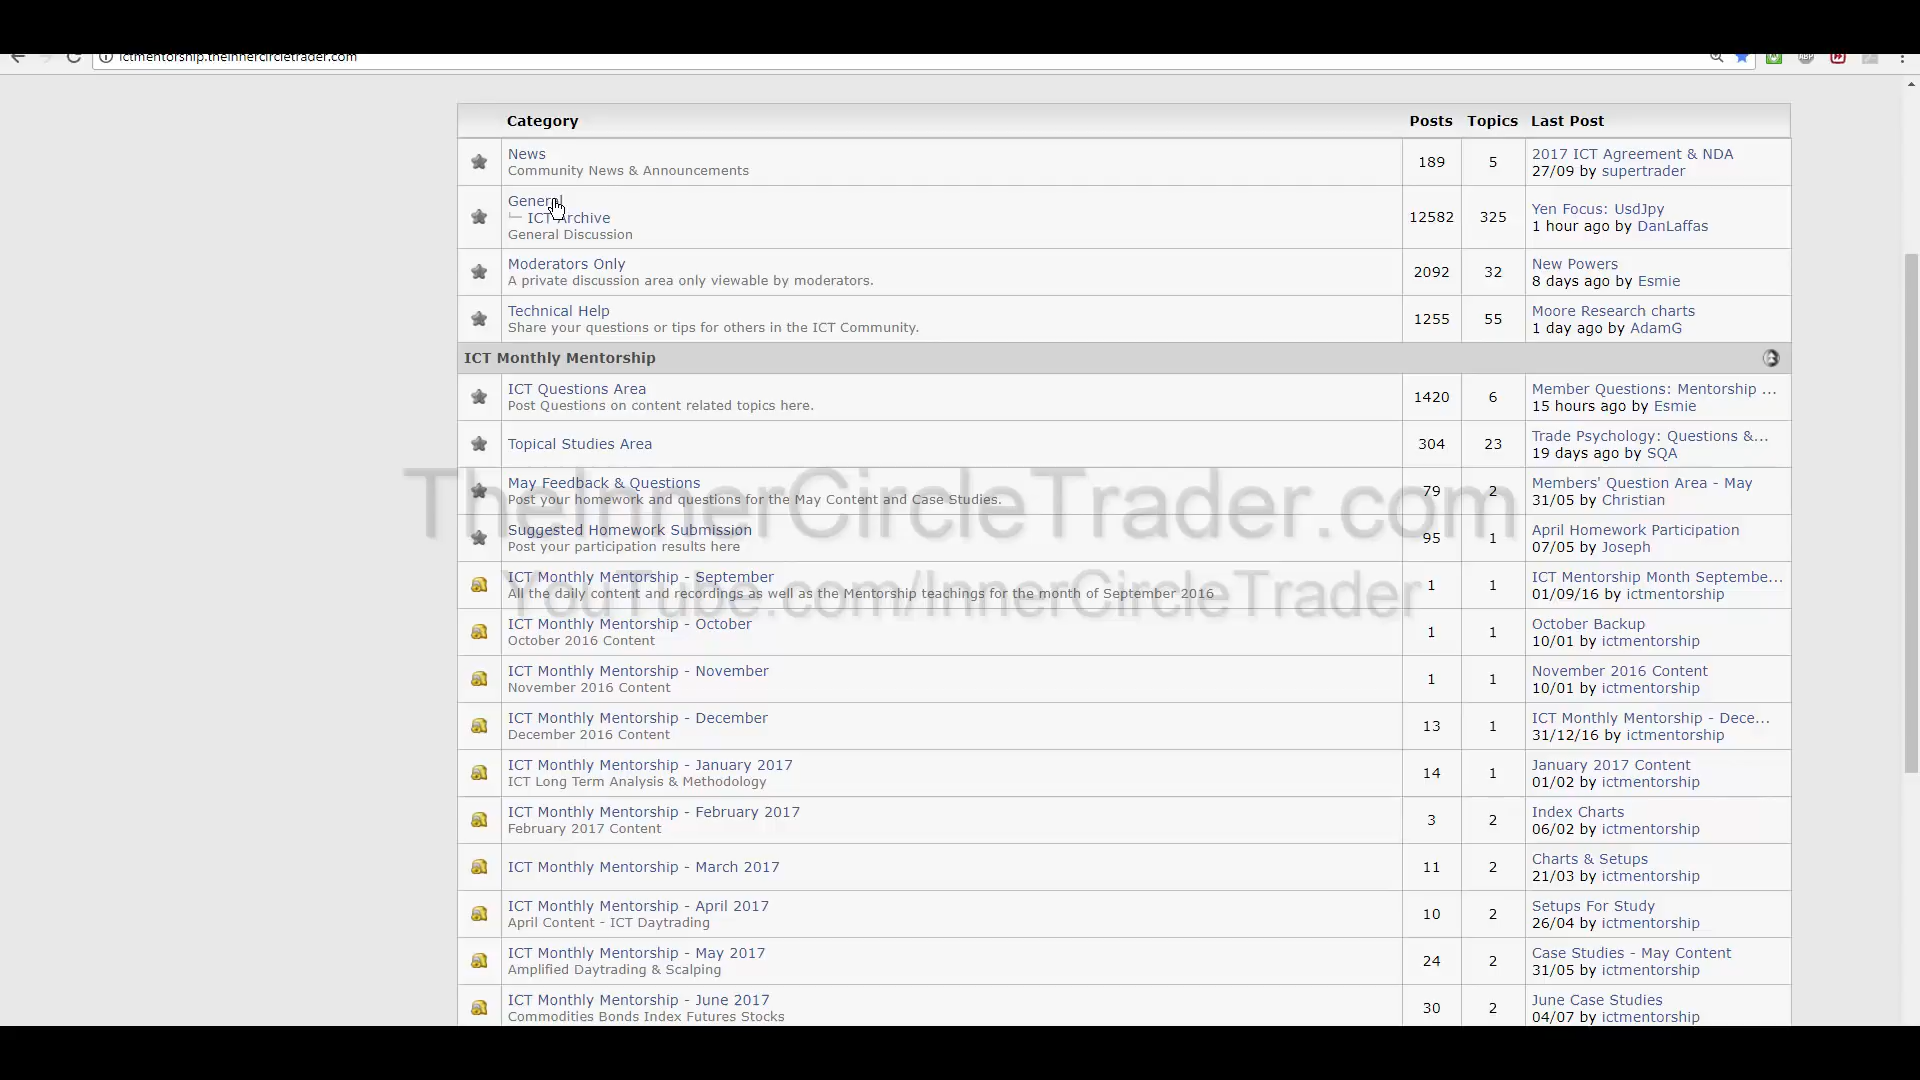 ictmentorship.theinnercircletrader.com
Category Posts Topics Last Post
News
Community News & Announcements
189 5
2017 ICT Agreement & NDA
27/09 by supertrader
General
ICT Archive
General Discussion
12582 325
Yen Focus: UsdJpy
1 hour ago by DanLaffas
Moderators Only
A private discussion area only viewable by moderators.
2092 32
New Powers
8 days ago by Esmie
Technical Help
Share your questions or tips for others in the ICT Community.
1255 55
Moore Research charts
1 day ago by AdamG
ICT Monthly Mentorship
ICT Questions Area
Post Questions on content related topics here.
1420 6
Member Questions: Mentorship ...
15 hours ago by Esmie
Topical Studies Area
304 23
Trade Psychology: Questions &...
19 days ago by SQA
May Feedback & Questions
Post your homework and questions for the May Content and Case Studies.
79 2
Members' Question Area - May
31/05 by Christian
TheInnerCircleTrader.com
Suggested Homework Submission
Post your participation results here
95 1
April Homework Participation
07/05 by Joseph
ICT Monthly Mentorship - September
All the daily content and recordings as well as the Mentorship teachings for the month of September 2016
1 1
ICT Mentorship Month Septembe...
01/09/16 by ictmentorship
YouTube.com/InnerCircleTrader
ICT Monthly Mentorship - October
October 2016 Content
1 1
October Backup
10/01 by ictmentorship
ICT Monthly Mentorship - November
November 2016 Content
1 1
November 2016 Content
10/01 by ictmentorship
ICT Monthly Mentorship - December
December 2016 Content
13 1
ICT Monthly Mentorship - Dece...
31/12/16 by ictmentorship
ICT Monthly Mentorship - January 2017
ICT Long Term Analysis & Methodology
14 1
January 2017 Content
01/02 by ictmentorship
ICT Monthly Mentorship - February 2017
February 2017 Content
3 2
Index Charts
06/02 by ictmentorship
ICT Monthly Mentorship - March 2017
11 2
Charts & Setups
21/03 by ictmentorship
ICT Monthly Mentorship - April 2017
April Content - ICT Daytrading
10 2
Setups For Study
26/04 by ictmentorship
ICT Monthly Mentorship - May 2017
Amplified Daytrading & Scalping
24 2
Case Studies - May Content
31/05 by ictmentorship
ICT Monthly Mentorship - June 2017
Commodities Bonds Index Futures Stocks
30 2
June Case Studies
04/07 by ictmentorship